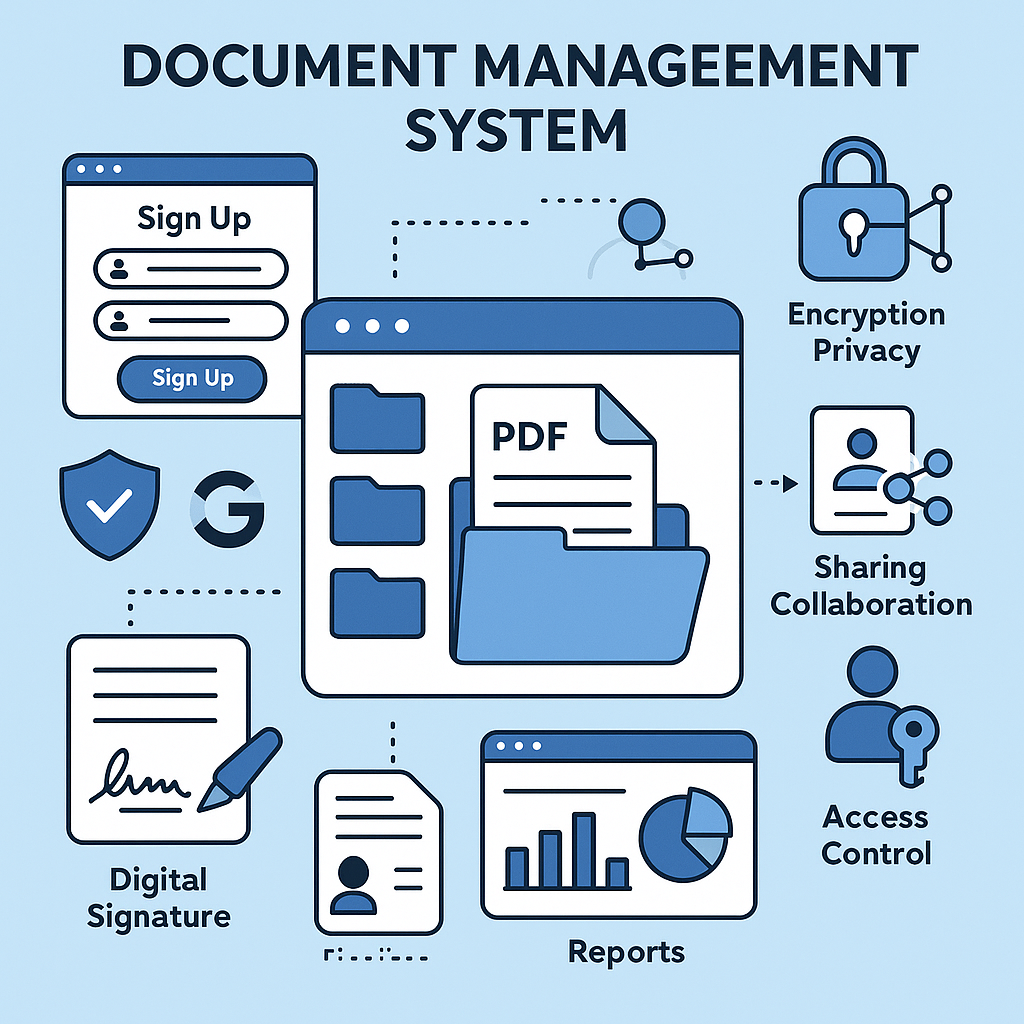 DOCUMENT MANAGEEMENT
SYSTEM
Sign Up
Sign Up
PDF
G
Encryption
Privacy
Sharing
Collaboration
Access
Control
Digital
Signature
Reports